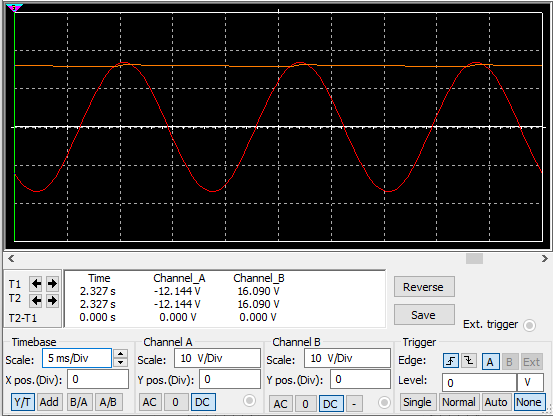 Time Channel_A Channel_B
T1 2.327 s -12.144 V 16.090 V
T2 2.327 s -12.144 V 16.090 V
T2-T1 0.000 s 0.000 V 0.000 V
Reverse
Save
Ext. trigger
Timebase
Scale: 5 ms/Div
X pos.(Div): 0
Y/T Add B/A A/B
Channel A
Scale: 10 V/Div
Y pos.(Div): 0
AC 0 DC
Channel B
Scale: 10 V/Div
Y pos.(Div): 0
AC 0 DC -
Trigger
Edge: A B Ext
Level: 0 V
Single Normal Auto None